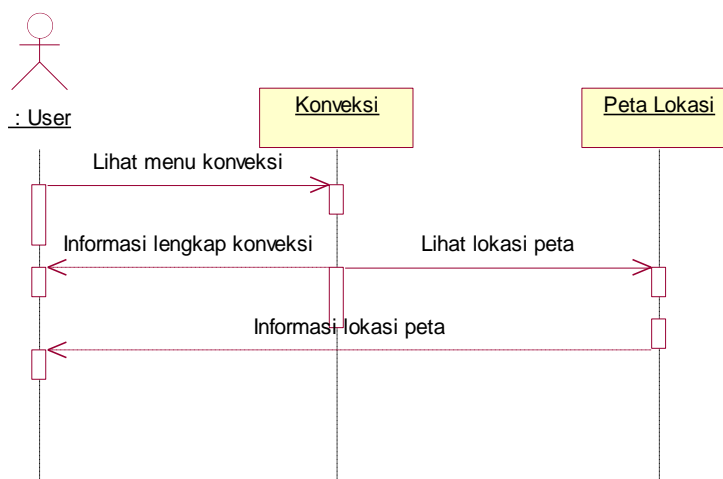 Konveksi
Peta Lokasi
: User
Lihat menu konveksi
Informasi lengkap konveksi
Lihat lokasi peta
Informasi lokasi peta